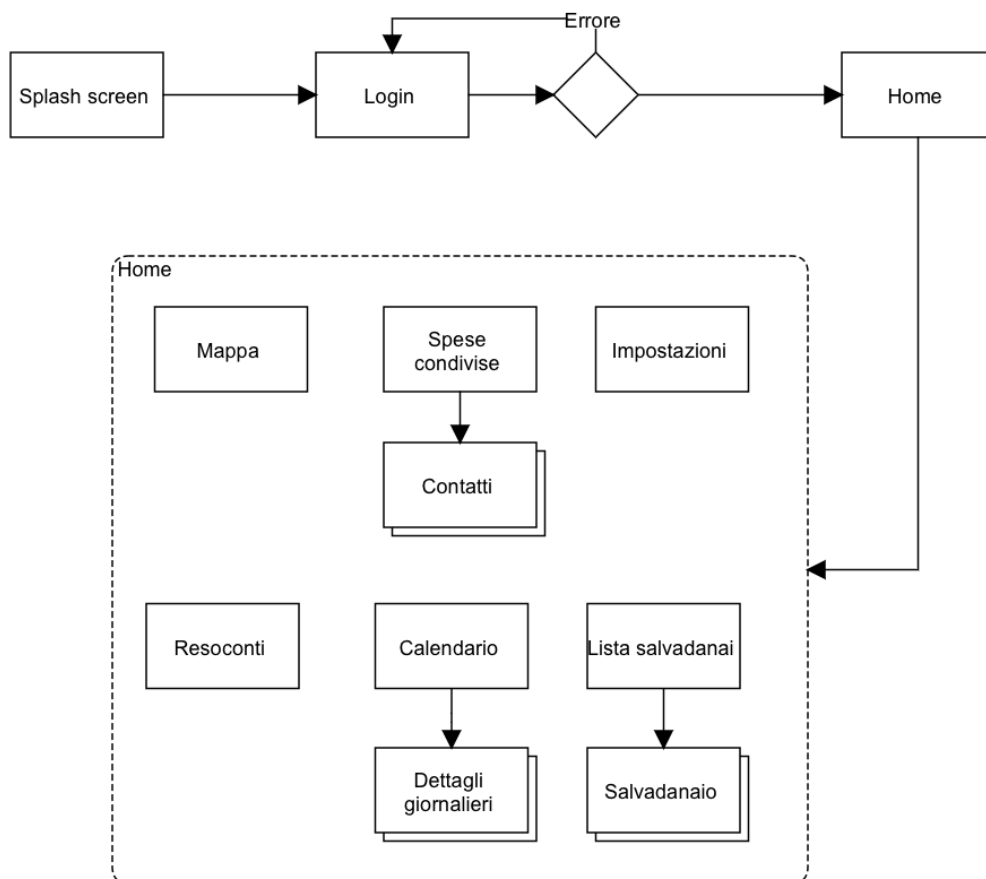 Errore
Splash screen
Login
Home
Home
Mappa
Spese
condivise
Impostazioni
Contatti
Resoconti
Calendario
Lista salvadanai
Dettagli
giornalieri
Salvadanaio